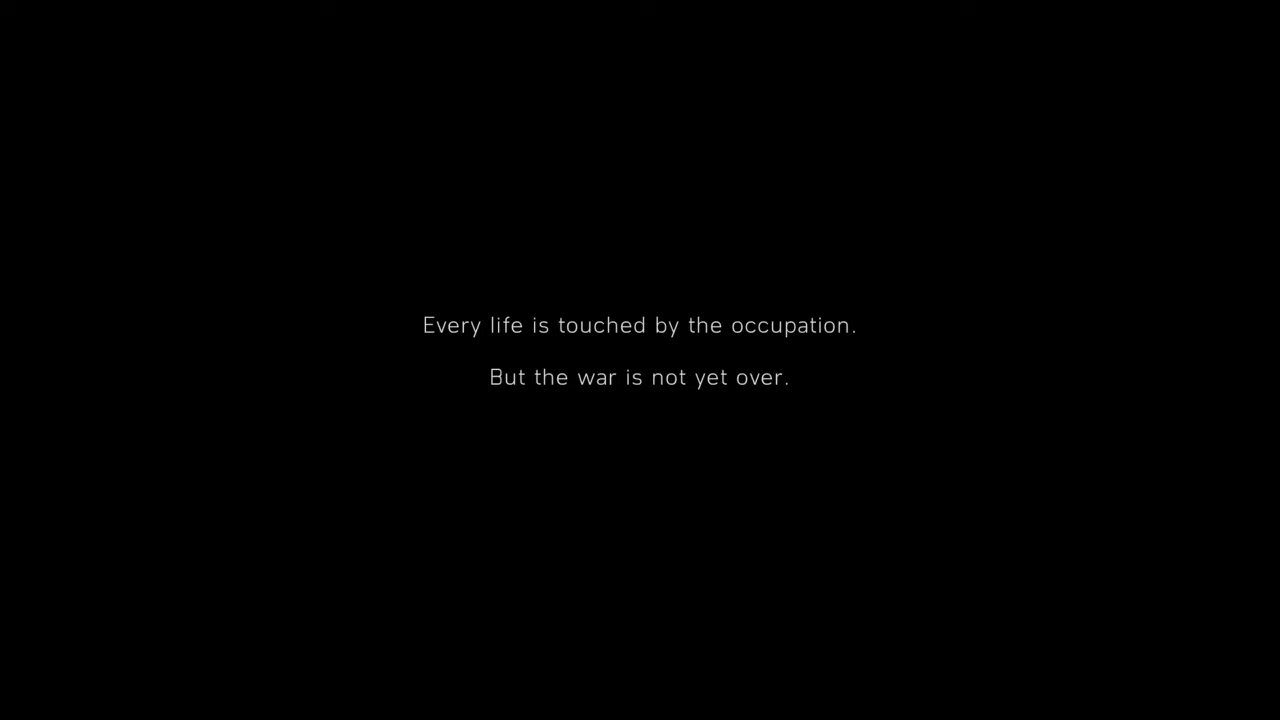 Every life is touched by the occupation.
But the war is not yet over.